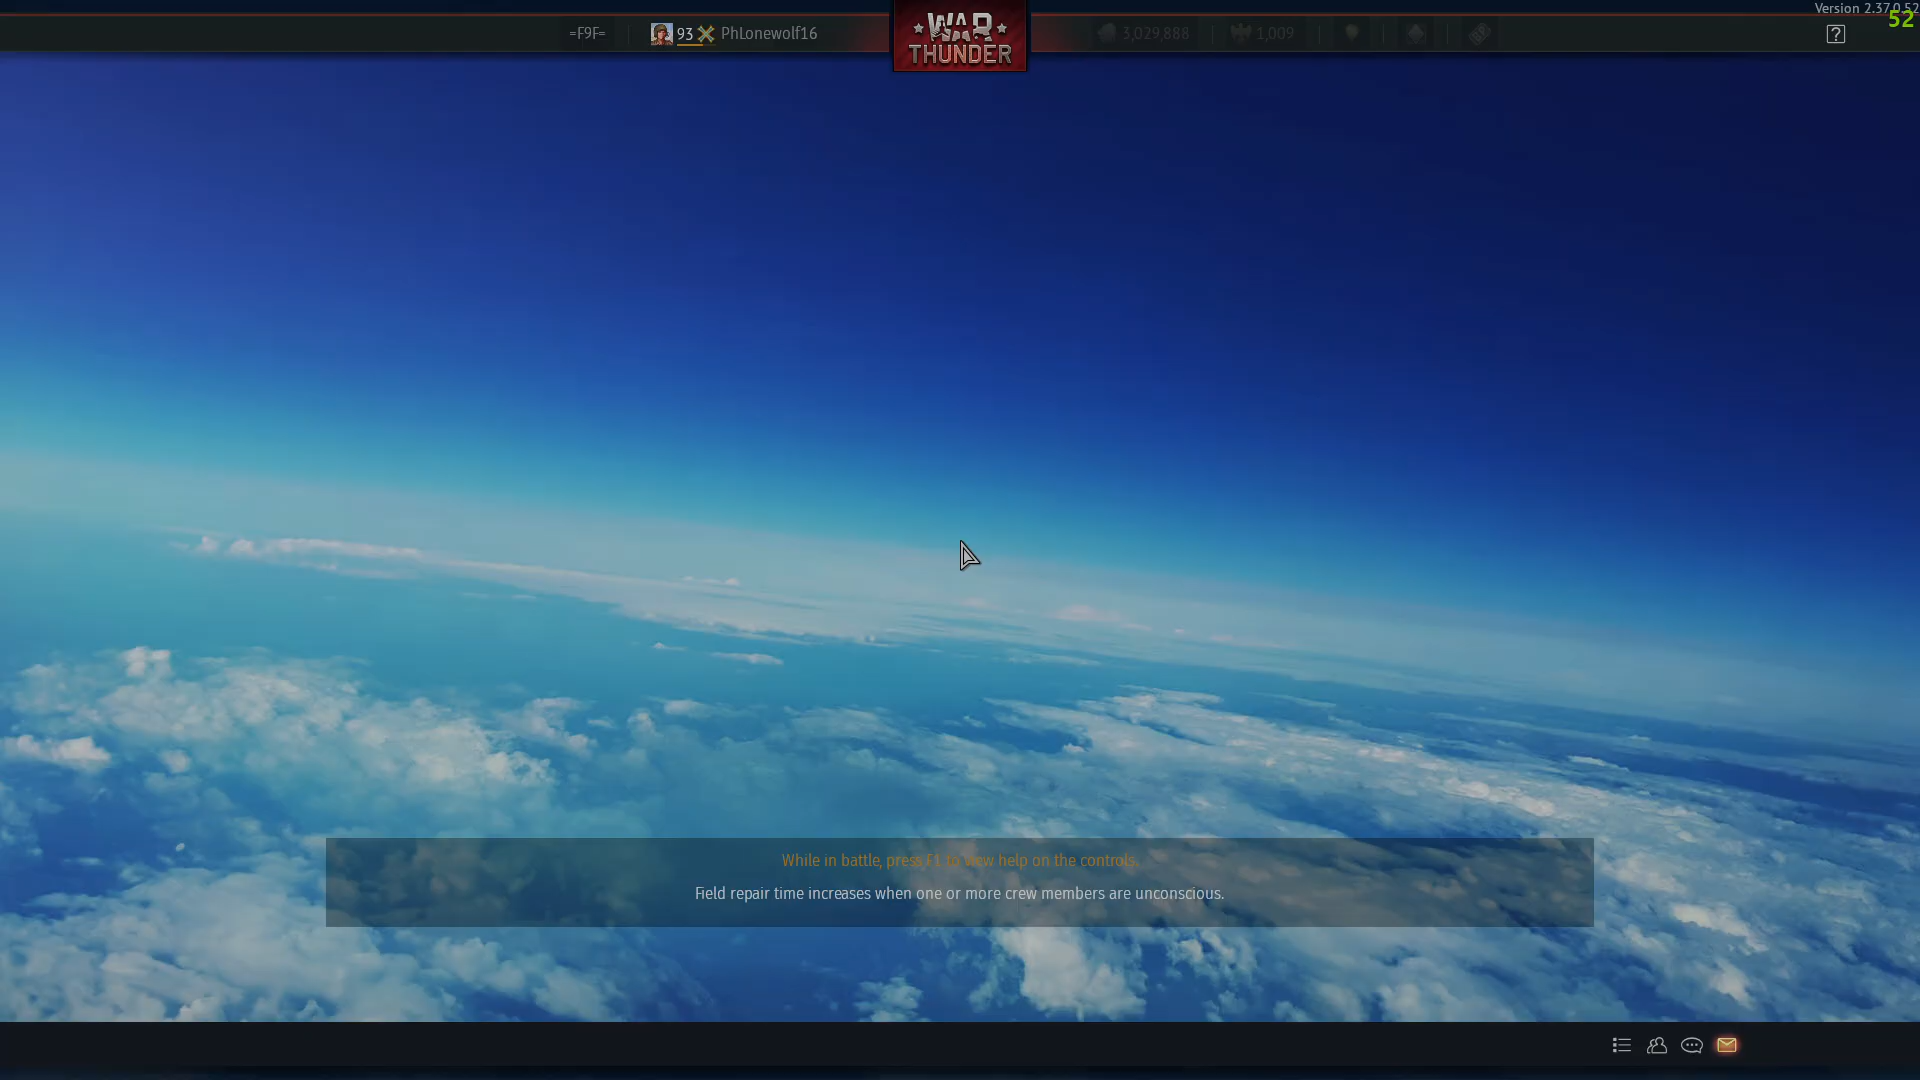 Version 2.37.0.52
52
=F9F=
93 PhLonewolf16
WAR THUNDER
3,029,888
1,009
?
While in battle, press F1 to view help on the controls.
Field repair time increases when one or more crew members are unconscious.